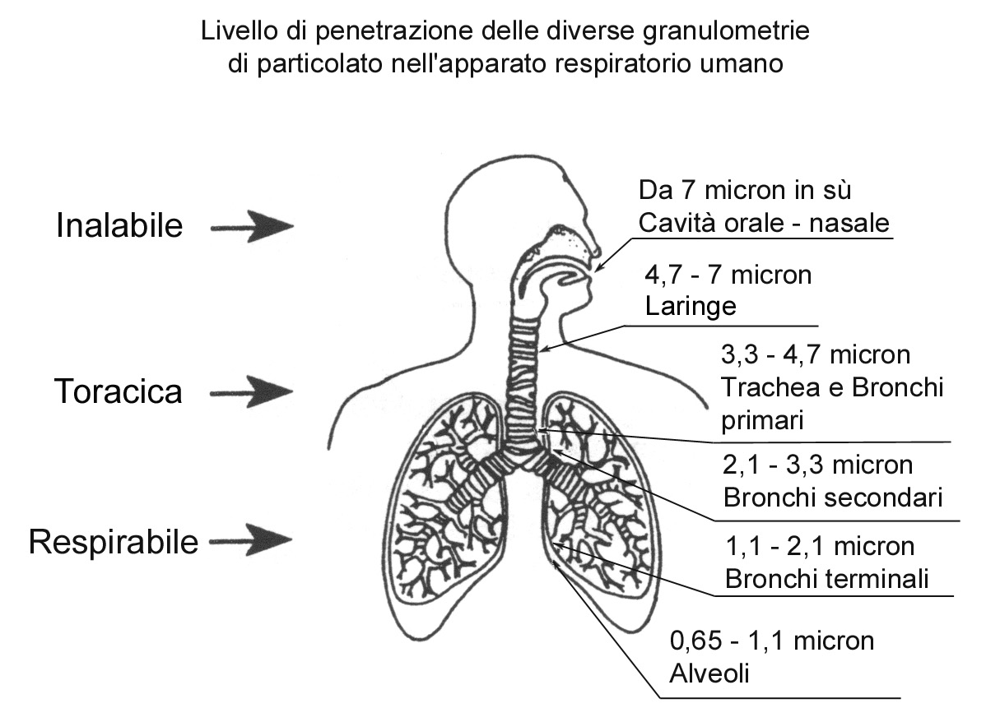 Livello di penetrazione delle diverse granulometrie
di particolato nell'apparato respiratorio umano
Inalabile
Toracica
Respirabile
Da 7 micron in sù
Cavità orale - nasale
4,7 - 7 micron
Laringe
3,3 - 4,7 micron
Trachea e Bronchi
primari
2,1 - 3,3 micron
Bronchi secondari
1,1 - 2,1 micron
Bronchi terminali
0,65 - 1,1 micron
Alveoli